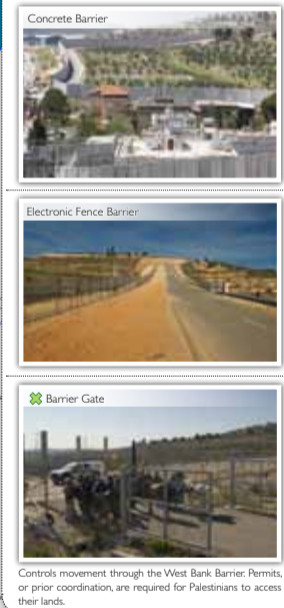 Concrete Barrier
Electronic Fence Barrier
Barrier Gate
Controls movement through the West Bank Barrier. Permits,
or prior coordination, are required for Palestinians to access
their lands.